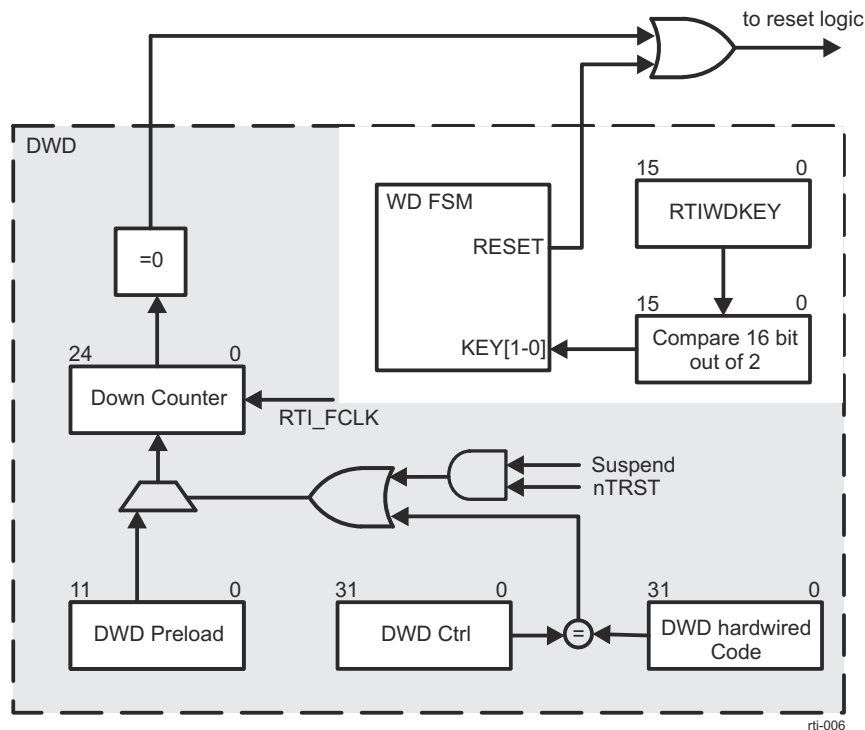 to reset logic
DWD
WD FSM
RESET
KEY[1-0]
15 0
RTIWDKEY
15 0
Compare 16 bit
out of 2
=0
24 0
Down Counter
RTI_FCLK
Suspend
nTRST
11 0
DWD Preload
31 0
DWD Ctrl
=
31 0
DWD hardwired
Code
rti-006